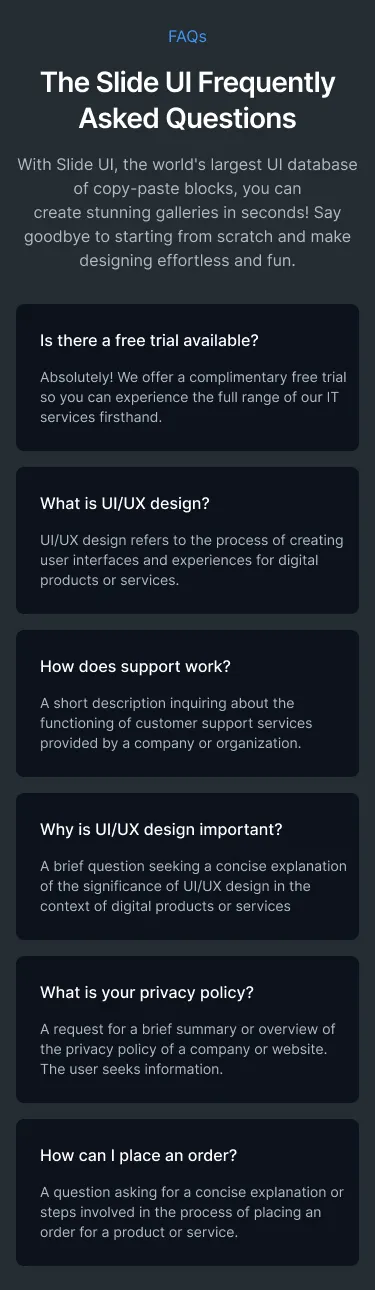 FAQs
The Slide UI Frequently
Asked Questions
With Slide UI, the world's largest UI database
of copy-paste blocks, you can
create stunning galleries in seconds! Say
goodbye to starting from scratch and make
designing effortless and fun.
Is there a free trial available?
Absolutely! We offer a complimentary free trial
so you can experience the full range of our IT
services firsthand.
What is UI/UX design?
UI/UX design refers to the process of creating
user interfaces and experiences for digital
products or services.
How does support work?
A short description inquiring about the
functioning of customer support services
provided by a company or organization.
Why is UI/UX design important?
A brief question seeking a concise explanation
of the significance of UI/UX design in the
context of digital products or services
What is your privacy policy?
A request for a brief summary or overview of
the privacy policy of a company or website.
The user seeks information.
How can I place an order?
A question asking for a concise explanation or
steps involved in the process of placing an
order for a product or service.